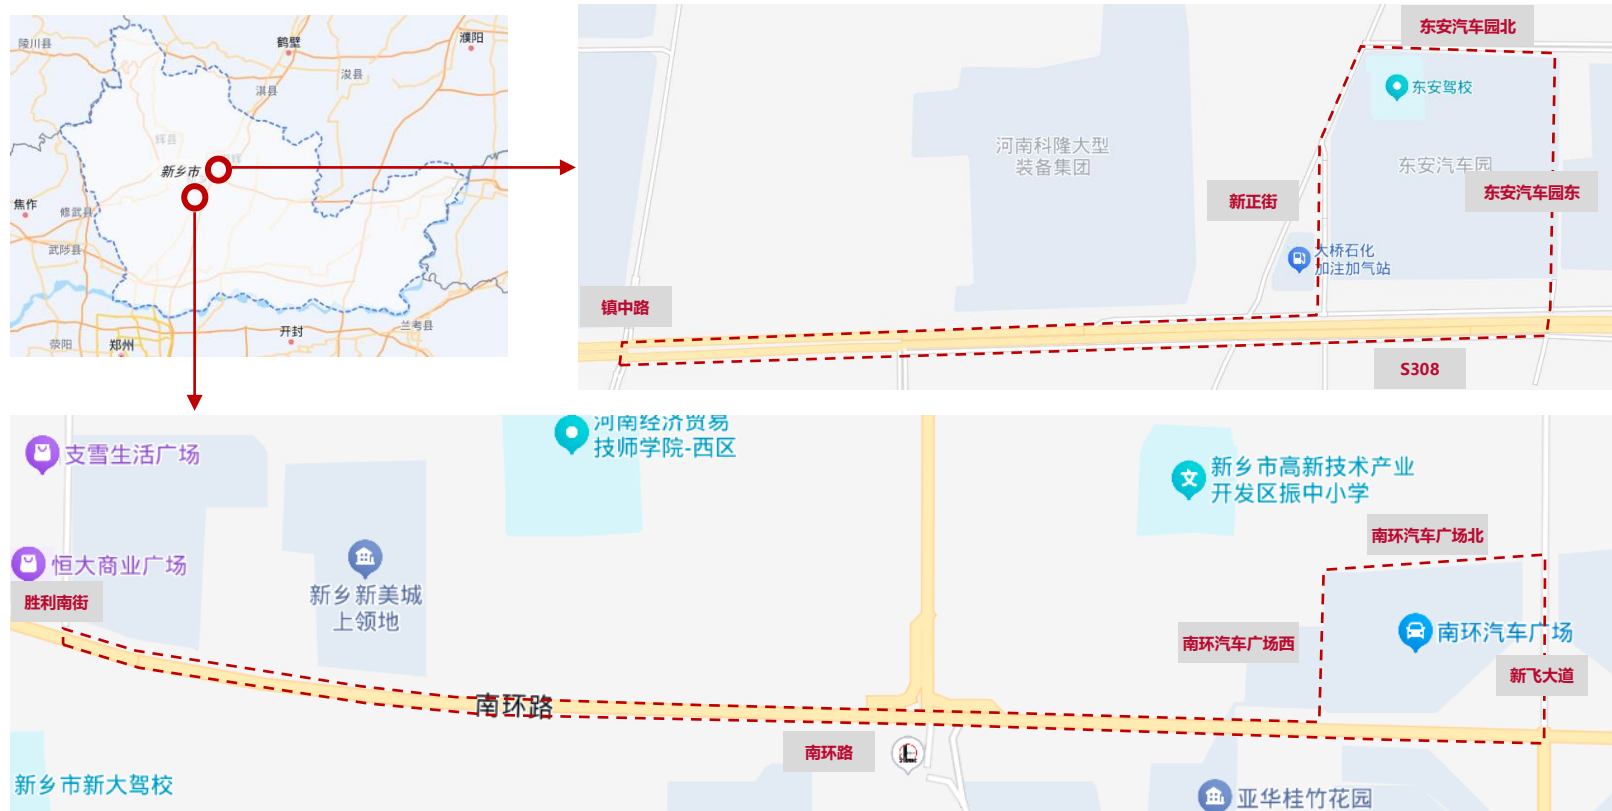 陵川县
鹤壁
濮阳
浚县
淇县
辉县
新乡市
焦作
修武县
武陟县
荥阳
郑州
开封
兰考县
东安汽车园北
东安驾校
河南科隆大型
装备集团
东安汽车园
新正街
东安汽车园东
大桥石化
加注加气站
镇中路
S308
支雪生活广场
河南经济贸易
技师学院-西区
新乡市高新技术产业
开发区振中小学
恒大商业广场
胜利南街
新乡新美城
上领地
南环汽车广场北
南环汽车广场西
南环汽车广场
新飞大道
南环路
南环路
新乡市新大驾校
亚华桂竹花园